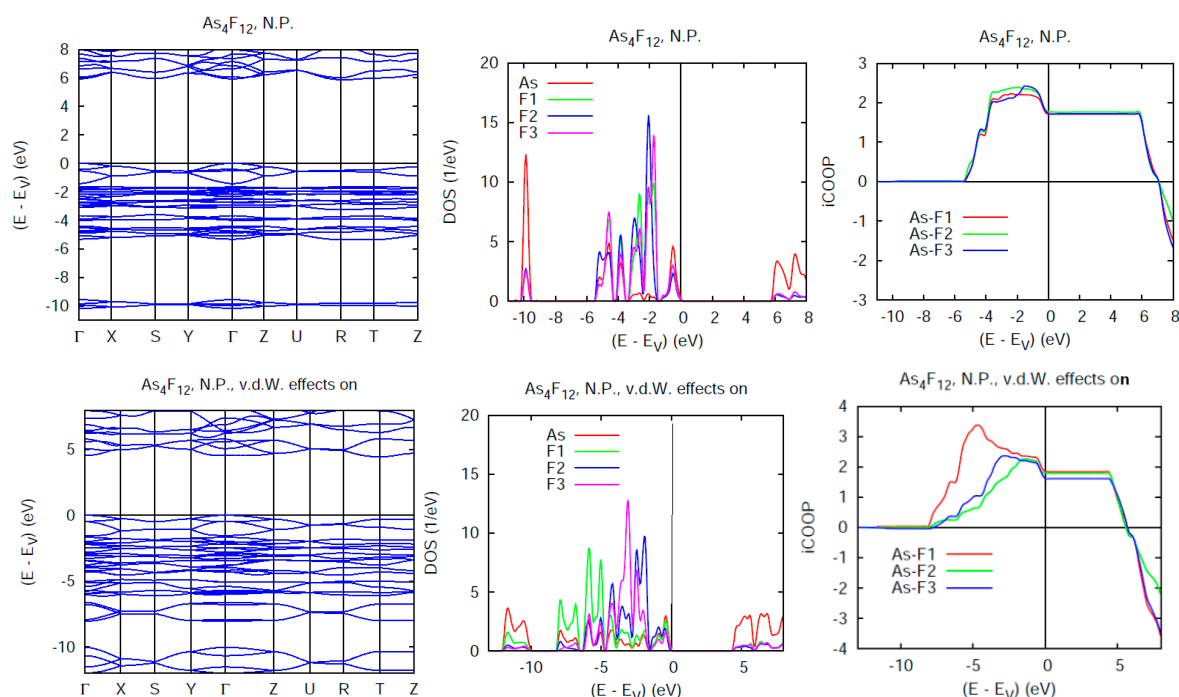 As4F12, N.P.
As4F12, N.P.
As4F12, N.P.
(E - EV) (eV)
8
6
4
2
0
-2
-4
-6
-8
-10
Γ X S Y Γ Z U R T Z
DOS (1/eV)
20
15
10
5
0
As
F1
F2
F3
-10 -8 -6 -4 -2 0 2 4 6 8
(E - EV) (eV)
iCOOP
3
2
1
0
-1
-2
-3
As-F1
As-F2
As-F3
-10 -8 -6 -4 -2 0 2 4 6 8
(E - EV) (eV)
As4F12, N.P., v.d.W. effects on
As4F12, N.P., v.d.W. effects on
As4F12, N.P., v.d.W. effects on
(E - EV) (eV)
5
0
-5
-10
Γ X S Y Γ Z U R T Z
DOS (1/eV)
20
15
10
5
0
As
F1
F2
F3
-10 -5 0 5
(E - EV) (eV)
iCOOP
4
3
2
1
0
-1
-2
-3
-4
As-F1
As-F2
As-F3
-10 -5 0 5
(E - EV) (eV)